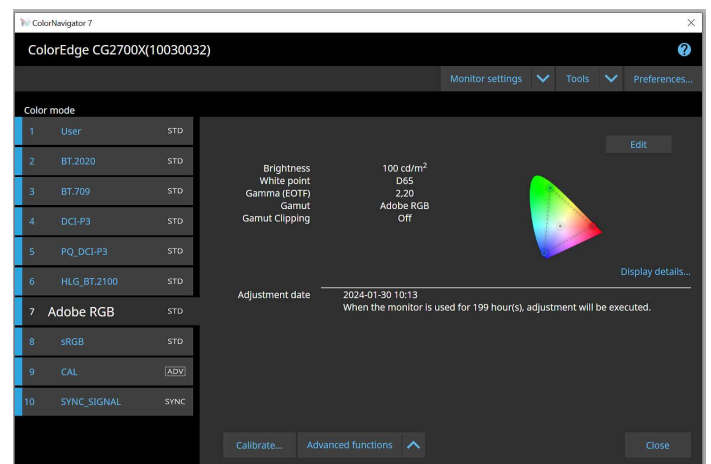 ColorNavigator 7
ColorEdge CG2700X(10030032)
Monitor settings Tools Preferences...
Color mode
1 User STD
2 BT.2020 STD
3 BT.709 STD
4 DCI-P3 STD
5 PQ_DCI-P3 STD
6 HLG_BT.2100 STD
7 Adobe RGB STD
8 sRGB STD
9 CAL ADV
10 SYNC_SIGNAL SYNC
Edit
Brightness 100 cd/m²
White point D65
Gamma (EOTF) 2,20
Gamut Adobe RGB
Gamut Clipping Off
Display details...
Adjustment date 2024-01-30 10:13
When the monitor is used for 199 hour(s), adjustment will be executed.
Calibrate... Advanced functions Close